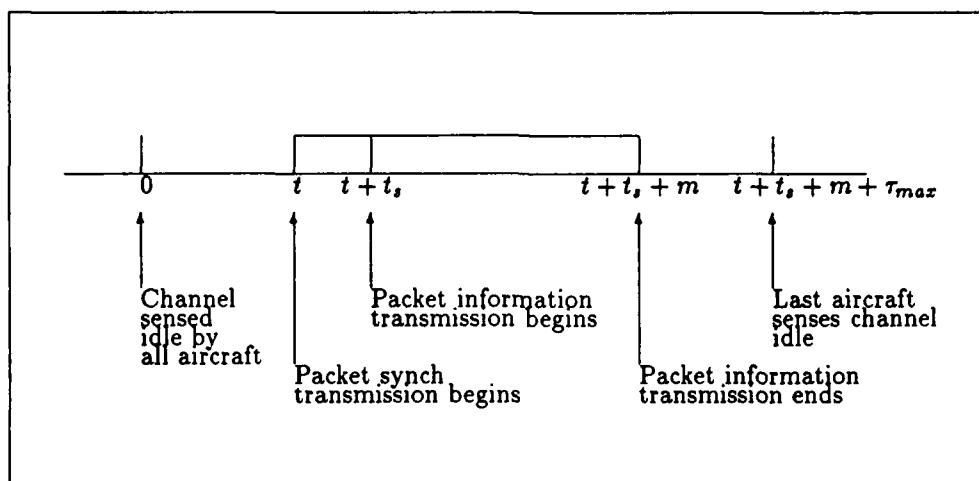 0 t t + t_s t + t_s + m t + t_s + m + τ_max
Channel
sensed
idle by
all aircraft
Packet synch
transmission begins
Packet information
transmission begins
Packet information
transmission ends
Last aircraft
senses channel
idle